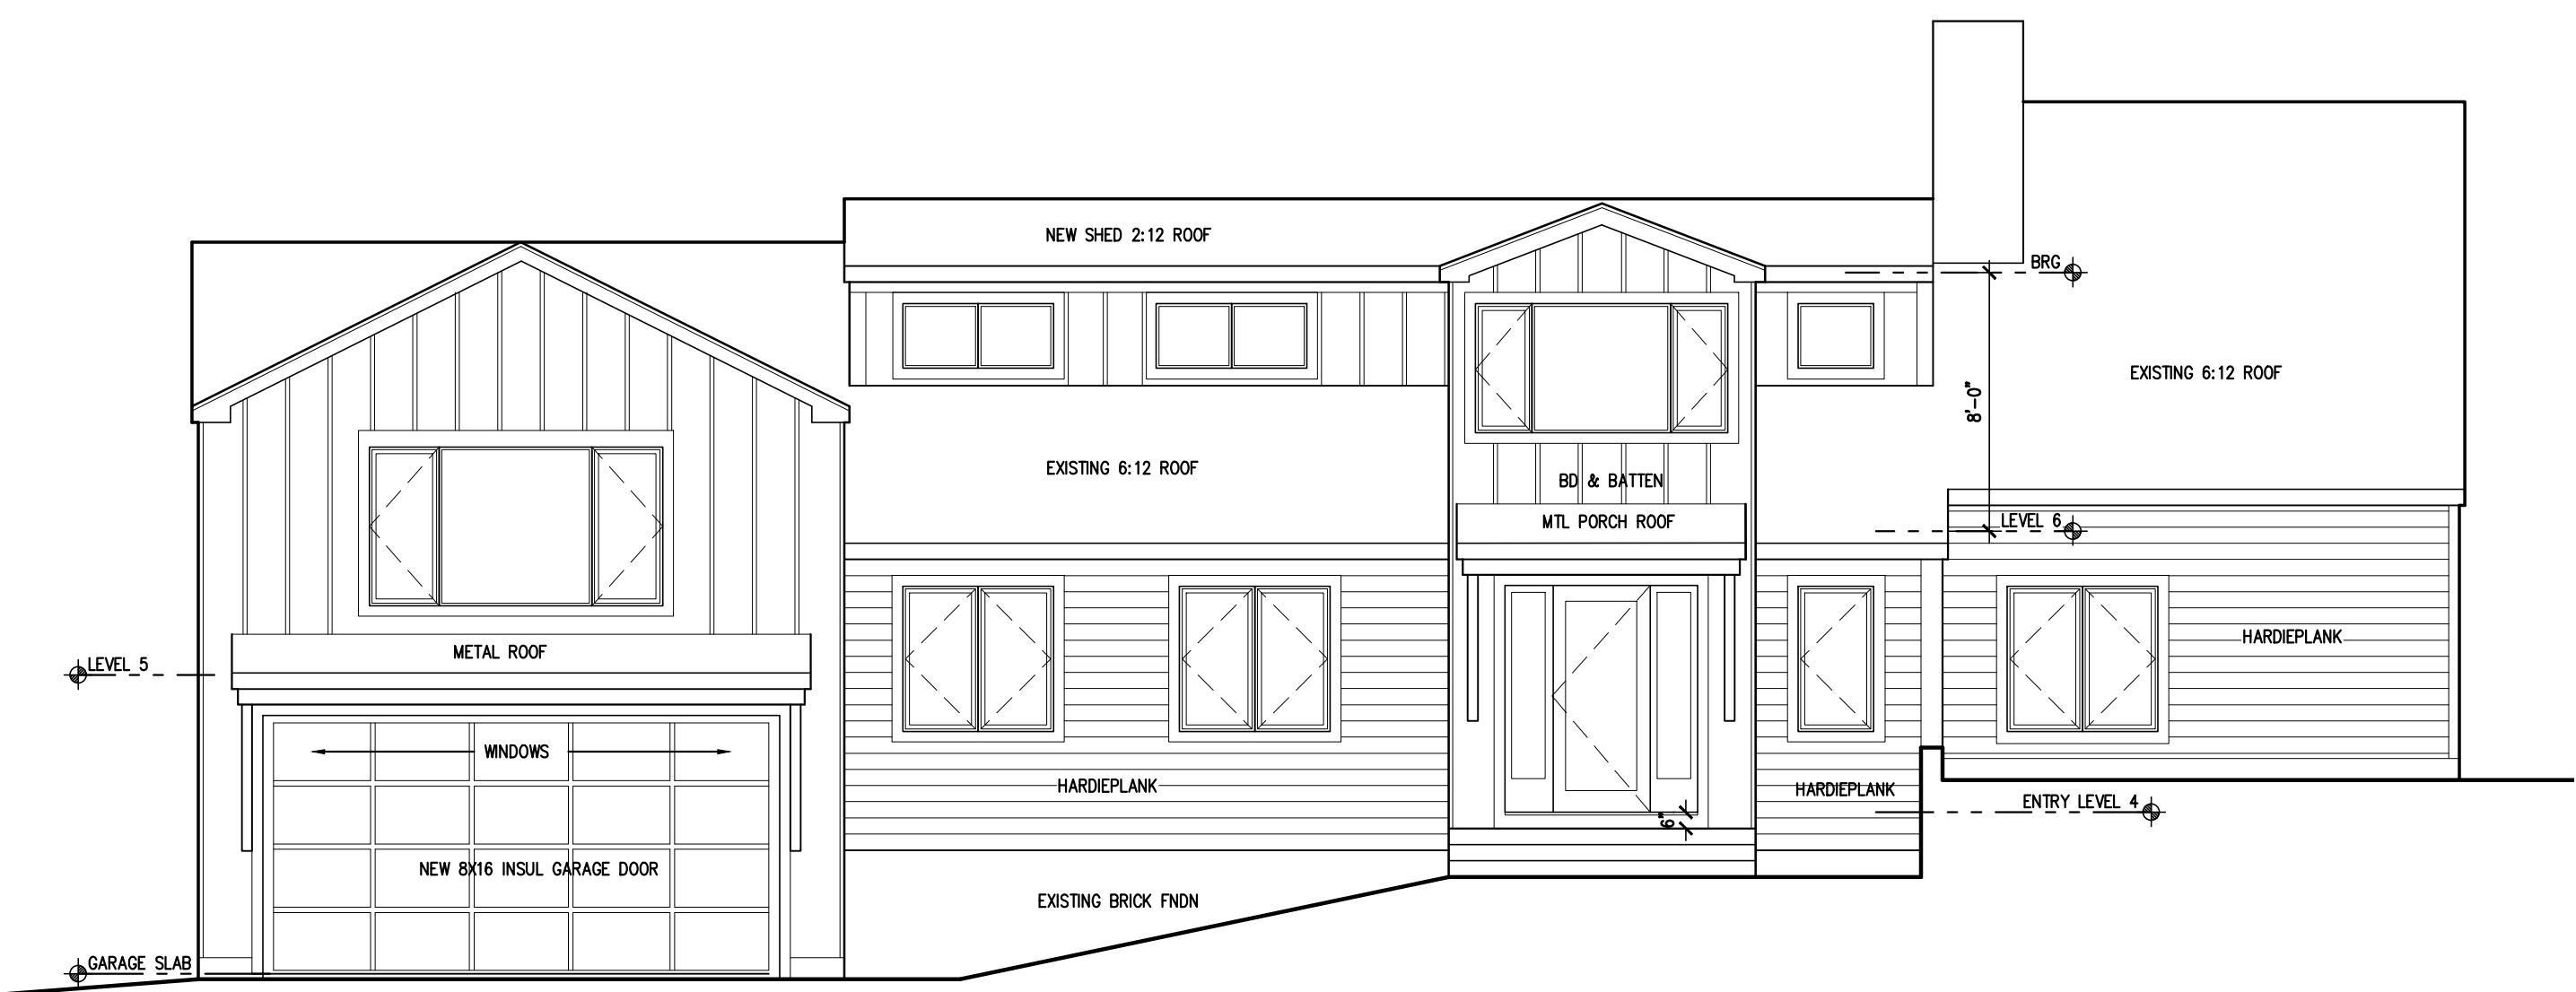 NEW SHED 2:12 ROOF
BRG
EXISTING 6:12 ROOF
8'-0"
EXISTING 6:12 ROOF
BD & BATTEN
MTL PORCH ROOF
LEVEL 6
HARDIEPLANK
METAL ROOF
LEVEL 5
WINDOWS
HARDIEPLANK
HARDIEPLANK
ENTRY LEVEL 4
6"
NEW 8X16 INSUL GARAGE DOOR
EXISTING BRICK FNDN
GARAGE SLAB